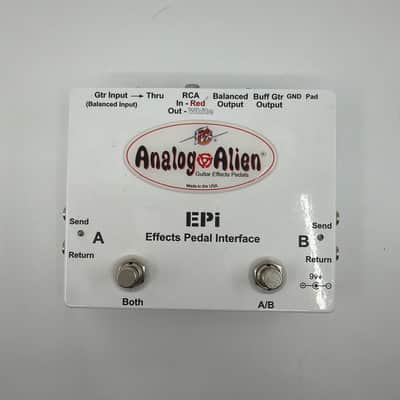 Gtr Input → Thru RCA Balanced Buff Gtr GND Pad
(Balanced Input) In - Red Output Output
Out - White
Analog Alien®
Guitar Effects Pedals
Made in the USA
EPi
Effects Pedal Interface
Send A Return
Send B Return
9v
Both A/B